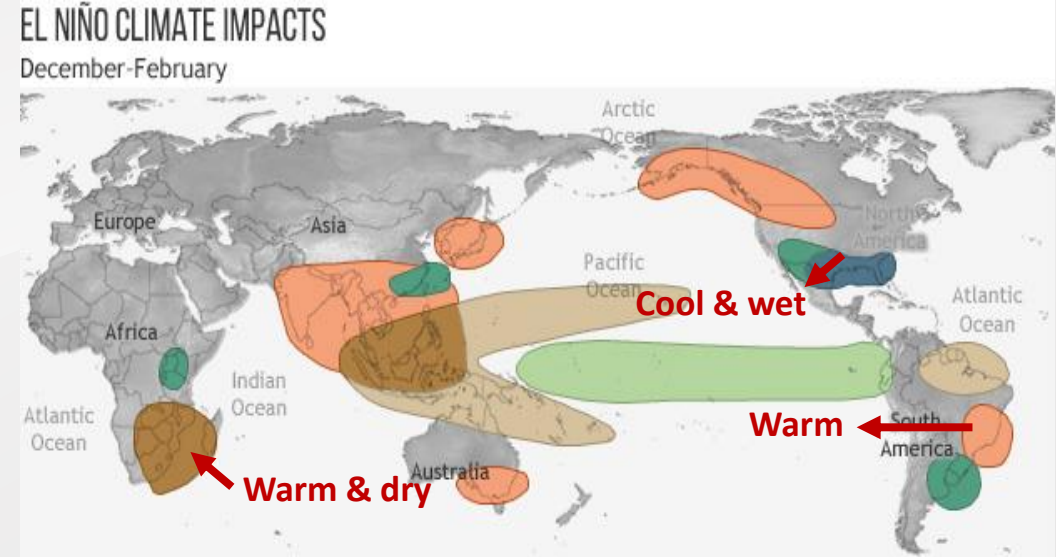 EL NIÑO CLIMATE IMPACTS
December-February
Arctic
Ocean
Europe
Asia
North
America
Pacific
Ocean
Cool & wet
Atlantic
Ocean
Africa
Indian
Ocean
Atlantic
Ocean
Warm
South
America
Australia
Warm & dry